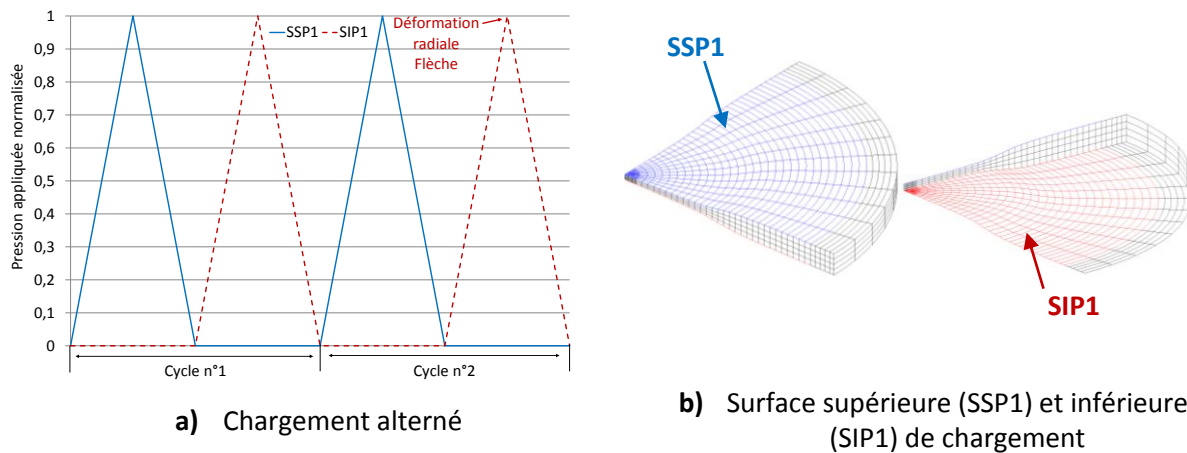 Pression appliquée normalisée
1
0,9
0,8
0,7
0,6
0,5
0,4
0,3
0,2
0,1
0
SSP1
SIP1
Déformation
radiale
Flèche
Cycle n°1
Cycle n°2
a) Chargement alterné
SSP1
SIP1
b) Surface supérieure (SSP1) et inférieure
(SIP1) de chargement